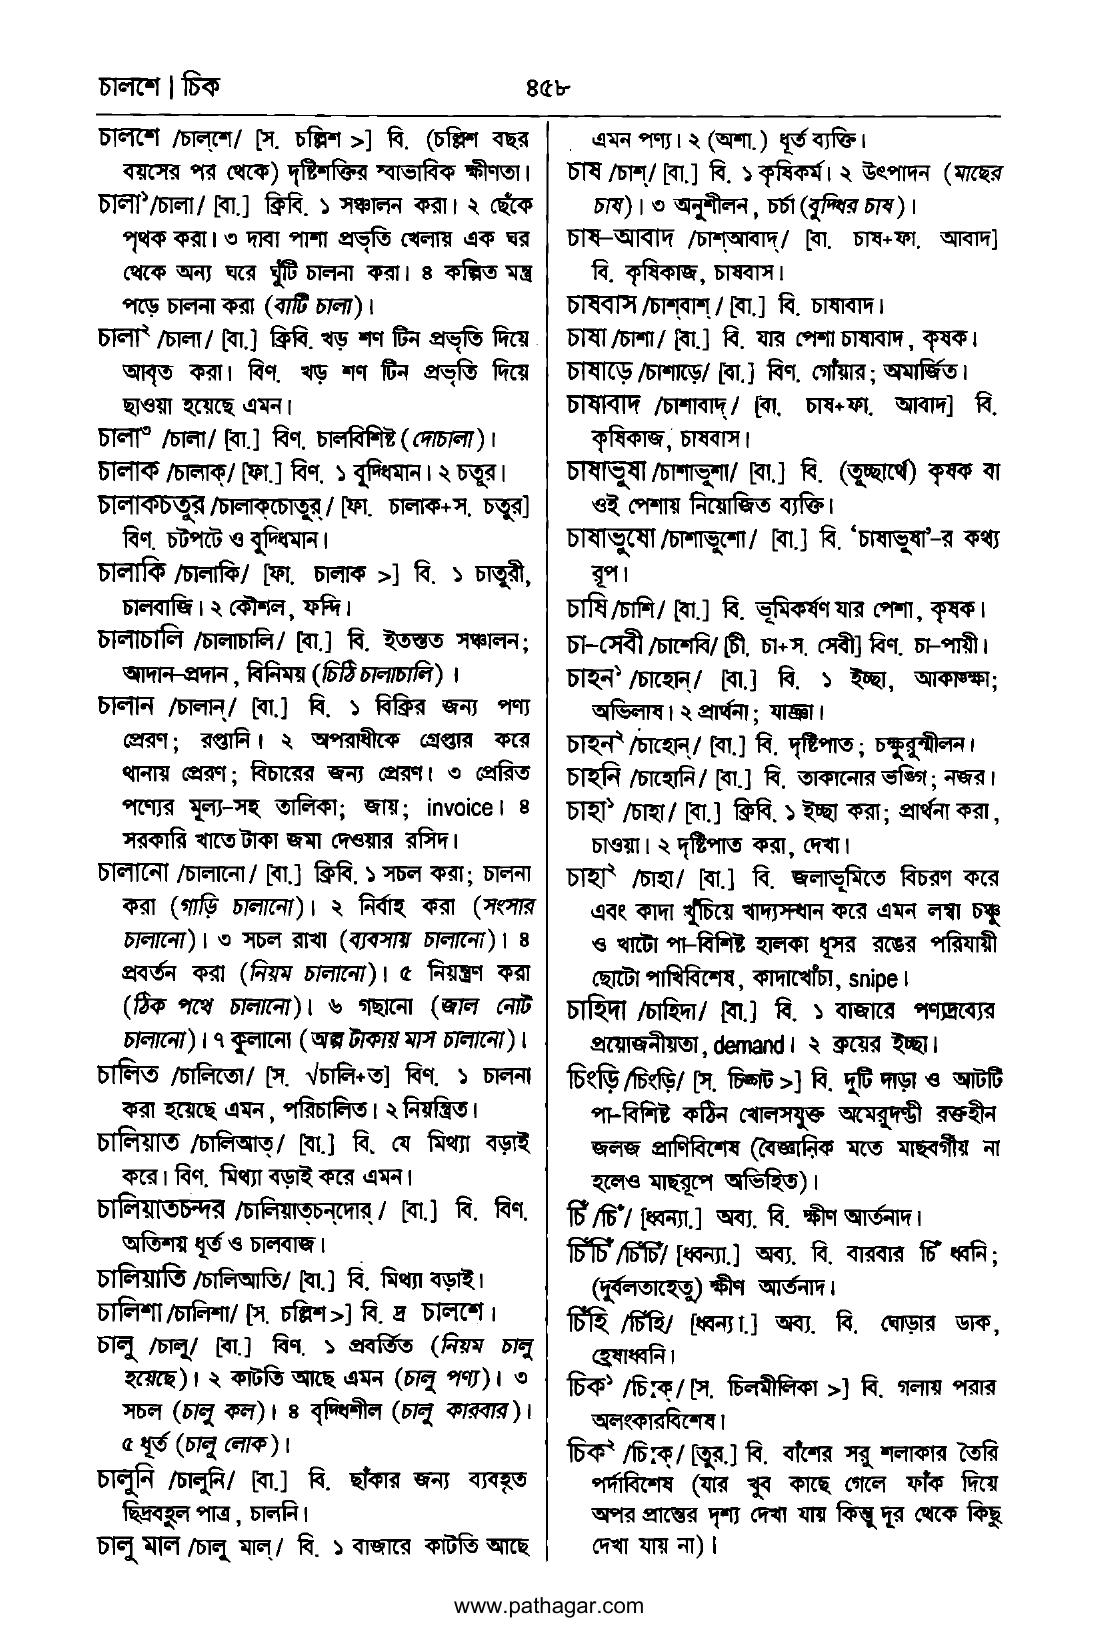 চালশে | চিক
৪৫৮
চালশে /চাল্‌শে/ [স. চল্লিশ >] বি. (চল্লিশ বছর
বয়সের পর থেকে) দৃষ্টিশক্তির স্বাভাবিক ক্ষীণতা।
চালা¹/চালা/ [বা.] ক্রিবি. ১ সঞ্চালন করা। ২ ছেঁকে
পৃথক করা। ৩ দাবা পাশা প্রভৃতি খেলায় এক ঘর
থেকে অন্য ঘরে ঘুঁটি চালনা করা। ৪ কল্পিত মন্ত্র
পড়ে চালনা করা (বাটি চালা)।
চালা² /চালা/ [বা.] ক্রিবি. খড় শণ টিন প্রভৃতি দিয়ে
আবৃত করা। বিণ. খড় শণ টিন প্রভৃতি দিয়ে
ছাওয়া হয়েছে এমন।
চালা³ /চালা/ [বা.] বিণ. চালবিশিষ্ট (দোচালা)।
চালাক /চালাক্/ [ফা.] বিণ. ১ বুদ্ধিমান। ২ চতুর।
চালাকচতুর /চালাক্‌চোতুর্/ [ফা. চালাক+স. চতুর]
বিণ. চটপটে ও বুদ্ধিমান।
চালাকি /চালাকি/ [ফা. চালাক >] বি. ১ চাতুরী,
চালবাজি। ২ কৌশল, ফন্দি।
চালাচালি /চালাচালি/ [বা.] বি. ইতস্তত সঞ্চালন;
আদান-প্রদান, বিনিময় (চিঠি চালাচালি) ।
চালান /চালান্/ [বা.] বি. ১ বিক্রির জন্য পণ্য
প্রেরণ; রপ্তানি। ২ অপরাধীকে গ্রেপ্তার করে
থানায় প্রেরণ; বিচারের জন্য প্রেরণ। ৩ প্রেরিত
পণ্যের মূল্য-সহ তালিকা; জায়; invoice। ৪
সরকারি খাতে টাকা জমা দেওয়ার রসিদ।
চালানো /চালানো/ [বা.] ক্রিবি. ১ সচল করা; চালনা
করা (গাড়ি চালানো)। ২ নির্বাহ করা (সংসার
চালানো)। ৩ সচল রাখা (ব্যবসায় চালানো)। ৪
প্রবর্তন করা (নিয়ম চালানো)। ৫ নিয়ন্ত্রণ করা
(ঠিক পথে চালানো)। ৬ গছানো (জাল নোট
চালানো)। ৭ কুলানো (অল্প টাকায় মাস চালানো)।
চালিত /চালিতো/ [স. √চালি+ত] বিণ. ১ চালনা
করা হয়েছে এমন, পরিচালিত। ২ নিয়ন্ত্রিত।
চালিয়াত /চালিআত্/ [বা.] বি. যে মিথ্যা বড়াই
করে। বিণ. মিথ্যা বড়াই করে এমন।
চালিয়াতচন্দর /চালিয়াত্‌চন্‌দোর্/ [বা.] বি. বিণ.
অতিশয় ধূর্ত ও চালবাজ।
চালিয়াতি /চালিআতি/ [বা.] বি. মিথ্যা বড়াই।
চালিশা /চালিশা/ [স. চল্লিশ >] বি. দ্র চালশে।
চালু /চালু/ [বা.] বিণ. ১ প্রবর্তিত (নিয়ম চালু
হয়েছে)। ২ কাটতি আছে এমন (চালু পণ্য)। ৩
সচল (চালু কল)। ৪ বৃদ্ধিশীল (চালু কারবার)।
৫ ধূর্ত (চালু লোক)।
চালুনি /চালুনি/ [বা.] বি. ছাঁকার জন্য ব্যবহৃত
ছিদ্রবহুল পাত্র, চালনি।
চালু মাল /চালু মাল্/ বি. ১ বাজারে কাটতি আছে
এমন পণ্য। ২ (অশা.) ধূর্ত ব্যক্তি।
চাষ /চাশ্/ [বা.] বি. ১ কৃষিকর্ম। ২ উৎপাদন (মাছের
চাষ)। ৩ অনুশীলন, চর্চা (বুদ্ধির চাষ)।
চাষ-আবাদ /চাশ্‌আবাদ্/ [বা. চাষ+ফা. আবাদ]
বি. কৃষিকাজ, চাষবাস।
চাষবাস /চাশ্‌বাশ্/ [বা.] বি. চাষাবাদ।
চাষা /চাশা/ [বা.] বি. যার পেশা চাষাবাদ, কৃষক।
চাষাড়ে /চাশাড়ে/ [বা.] বিণ. গোঁয়ার; অমার্জিত।
চাষাবাদ /চাশাবাদ্/ [বা. চাষ+ফা. আবাদ] বি.
কৃষিকাজ, চাষবাস।
চাষাভুষা /চাশাভুশা/ [বা.] বি. (তুচ্ছার্থে) কৃষক বা
ওই পেশায় নিয়োজিত ব্যক্তি।
চাষাভুষো /চাশাভুশো/ [বা.] বি. ‘চাষাভুষা’-র কথ্য
রূপ।
চাষি /চাশি/ [বা.] বি. ভূমিকর্ষণ যার পেশা, কৃষক।
চা-সেবী /চাশেবি/ [চী. চা+স. সেবী] বিণ. চা-পায়ী।
চাহন¹ /চাহোন্/ [বা.] বি. ১ ইচ্ছা, আকাঙ্ক্ষা;
অভিলাষ। ২ প্রার্থনা; যাচ্ঞা।
চাহন² /চাহোন্/ [বা.] বি. দৃষ্টিপাত; চক্ষুরুন্মীলন।
চাহনি /চাহোনি/ [বা.] বি. তাকানোর ভঙ্গি; নজর।
চাহা¹ /চাহা/ [বা.] ক্রিবি. ১ ইচ্ছা করা; প্রার্থনা করা,
চাওয়া। ২ দৃষ্টিপাত করা, দেখা।
চাহা² /চাহা/ [বা.] বি. জলাভূমিতে বিচরণ করে
এবং কাদা খুঁচিয়ে খাদ্যসন্ধান করে এমন লম্বা চঞ্চু
ও খাটো পা-বিশিষ্ট হালকা ধূসর রঙের পরিযায়ী
ছোটো পাখিবিশেষ, কাদাখোঁচা, snipe।
চাহিদা /চাহিদা/ [বা.] বি. ১ বাজারে পণ্যদ্রব্যের
প্রয়োজনীয়তা, demand। ২ ক্রয়ের ইচ্ছা।
চিংড়ি /চিংড়ি/ [স. চিঙ্গট >] বি. দুটি দাড়া ও আটটি
পা-বিশিষ্ট কঠিন খোলসযুক্ত অমেরুদণ্ডী রক্তহীন
জলজ প্রাণিবিশেষ (বৈজ্ঞানিক মতে মাছবর্গীয় না
হলেও মাছরূপে অভিহিত)।
চিঁ /চিঁ/ [ধ্বন্যা.] অব্য. বি. ক্ষীণ আর্তনাদ।
চিঁচিঁ /চিঁচিঁ/ [ধ্বন্যা.] অব্য. বি. বারবার চিঁ ধ্বনি;
(দুর্বলতাহেতু) ক্ষীণ আর্তনাদ।
চিঁহি /চিঁহি/ [ধ্বন্যা.] অব্য. বি. ঘোড়ার ডাক,
হ্রেষাধ্বনি।
চিক¹ /চি:ক্/ [স. চিলমীলিকা >] বি. গলায় পরার
অলংকারবিশেষ।
চিক² /চি:ক্/ [তুর.] বি. বাঁশের সরু শলাকার তৈরি
পর্দাবিশেষ (যার খুব কাছে গেলে ফাঁক দিয়ে
অপর প্রান্তের দৃশ্য দেখা যায় কিন্তু দূর থেকে কিছু
দেখা যায় না)।
www.pathagar.com